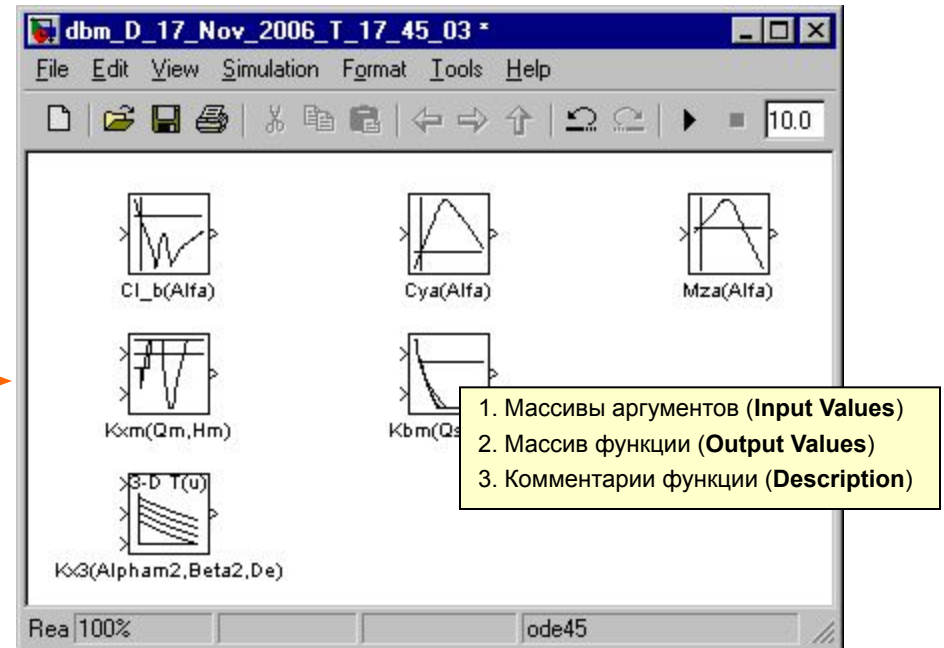 dbm_D_17_Nov_2006_T_17_45_03 *
File Edit View Simulation Format Tools Help
10.0
Cl_b(Alfa) Cya(Alfa) Mza(Alfa)
Kxm(Qm,Hm) Kbm(Qs
1. Массивы аргументов (Input Values)
2. Массив функции (Output Values)
3. Комментарии функции (Description)
3-D T(u)
Kx3(Alpham2,Beta2,De)
Rea 100% ode45